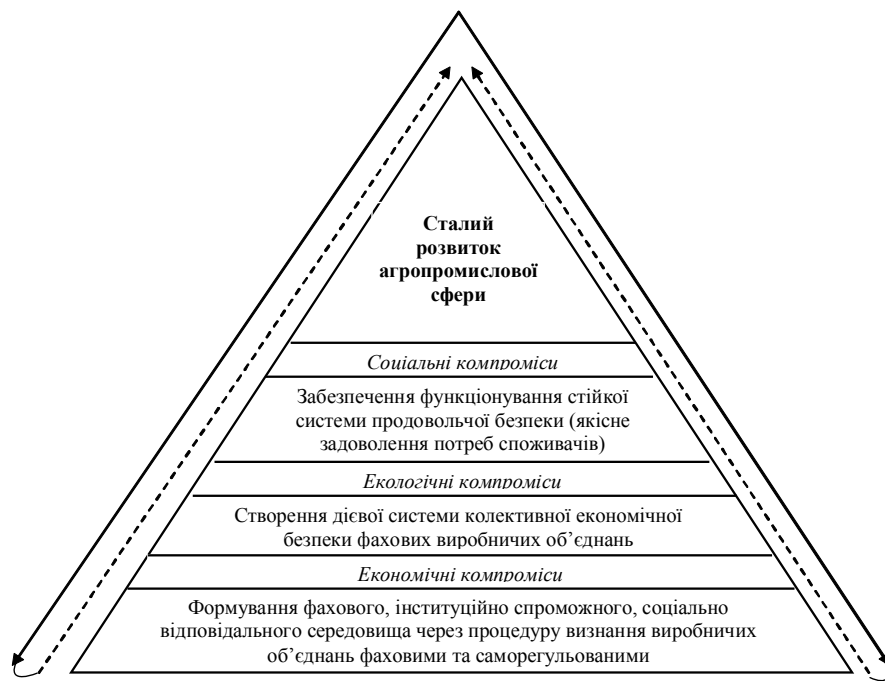 Сталий
розвиток
агропромислової
сфери
Соціальні компроміси
Забезпечення функціонування стійкої
системи продовольчої безпеки (якісне
задоволення потреб споживачів)
Екологічні компроміси
Створення дієвої системи колективної економічної
безпеки фахових виробничих об’єднань
Економічні компроміси
Формування фахового, інституційно спроможного, соціально
відповідального середовища через процедуру визнання виробничих
об’єднань фаховими та саморегульованими